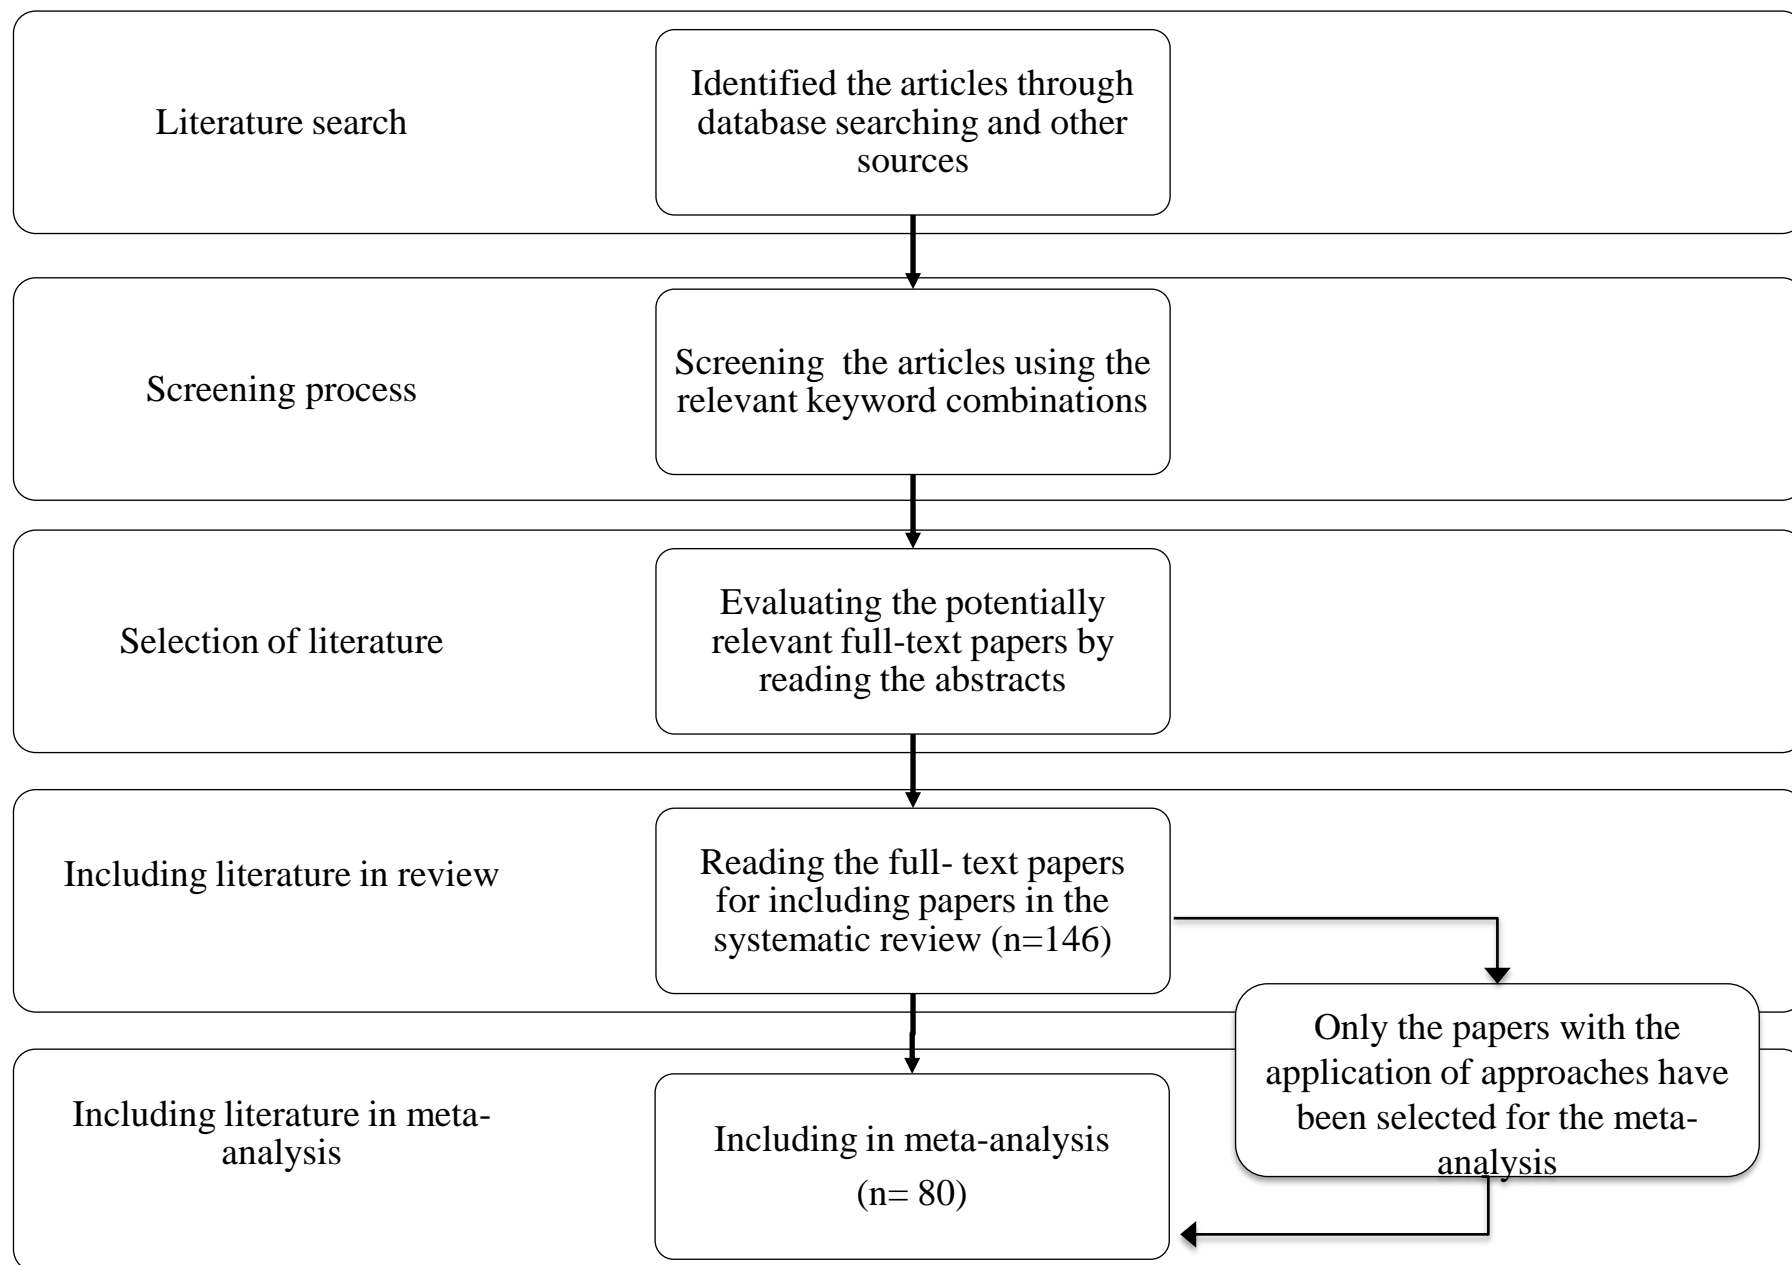 Literature search
Identified the articles through
database searching and other
sources
Screening process
Screening  the articles using the
relevant keyword combinations
Selection of literature
Evaluating the potentially
relevant full-text papers by
reading the abstracts
Including literature in review
Reading the full- text papers
for including papers in the
systematic review (n=146)
Only the papers with the
application of approaches have
been selected for the meta-
analysis
Including literature in meta-
analysis
Including in meta-analysis
(n= 80)